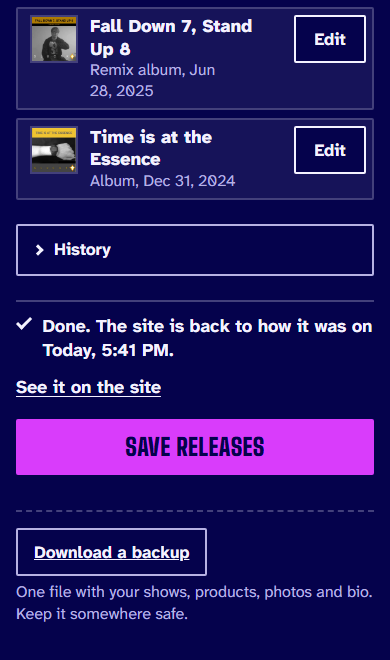 Fall Down 7, Stand
Up 8
Edit
Remix album, Jun
28, 2025
Time is at the
Essence
Edit
Album, Dec 31, 2024
History
Done. The site is back to how it was on
Today, 5:41 PM.
See it on the site
SAVE RELEASES
Download a backup
One file with your shows, products, photos and bio.
Keep it somewhere safe.